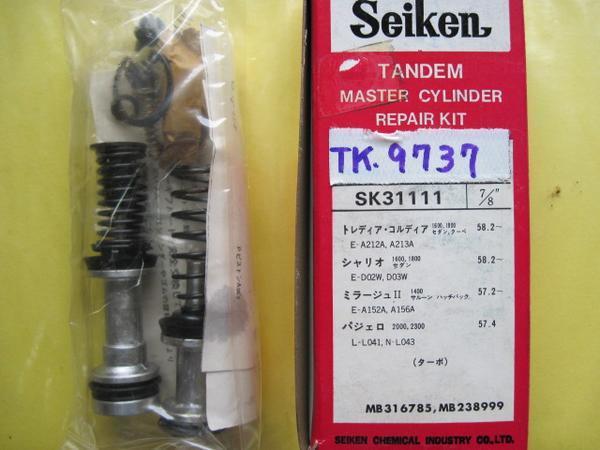 Seiken
TANDEM
MASTER CYLINDER
REPAIR KIT
TK.9737
SK31111 7/8"
トレディア・コルディア 1600,1800 セダン,クーペ 58.2～
E-A212A, A213A
シャリオ 1600,1800 セダン 58.2～
E-D02W, D03W
ミラージュII 1400 サルーン ハッチバック 57.2～
E-A152A, A156A
パジェロ 2000,2300 57.4
L-L041, N-L043
(ターボ)
MB316785, MB238999
SEIKEN CHEMICAL INDUSTRY CO.,LTD.